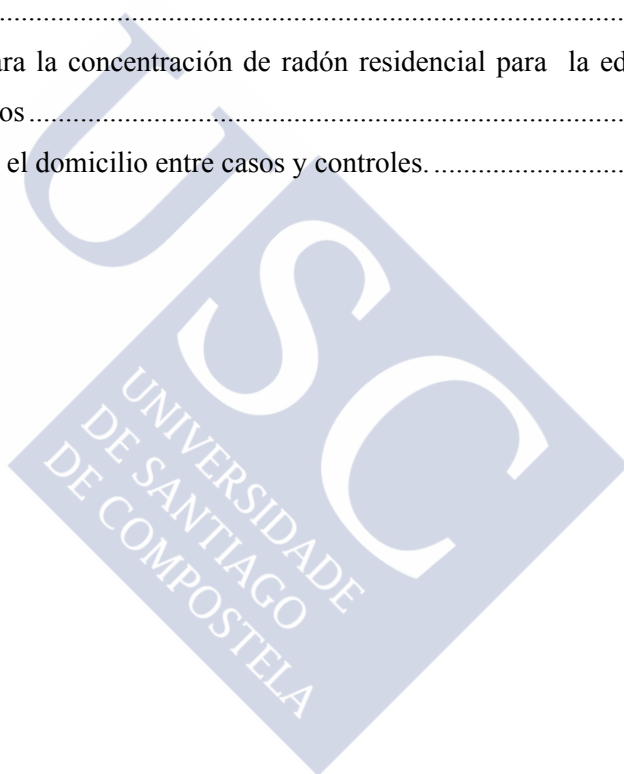 ....................................................................................................
ara la concentración de radón residencial para la ed
os ....................................................................................................
el domicilio entre casos y controles. ................................
USC
UNIVERSIDADE
DE SANTIAGO
DE COMPOSTELA